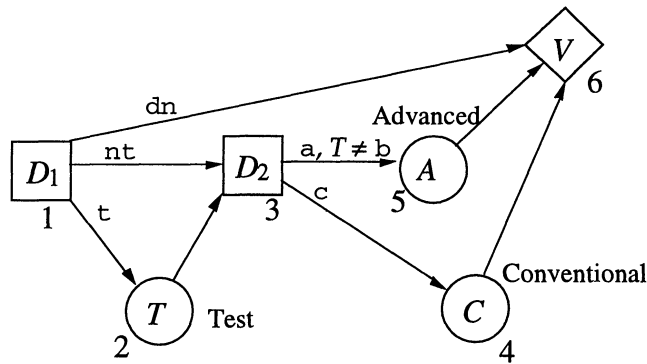 V
6
dn
Advanced
D1
nt
D2
a, T ≠ b
A
1
t
3
c
5
T
Test
2
C
Conventional
4